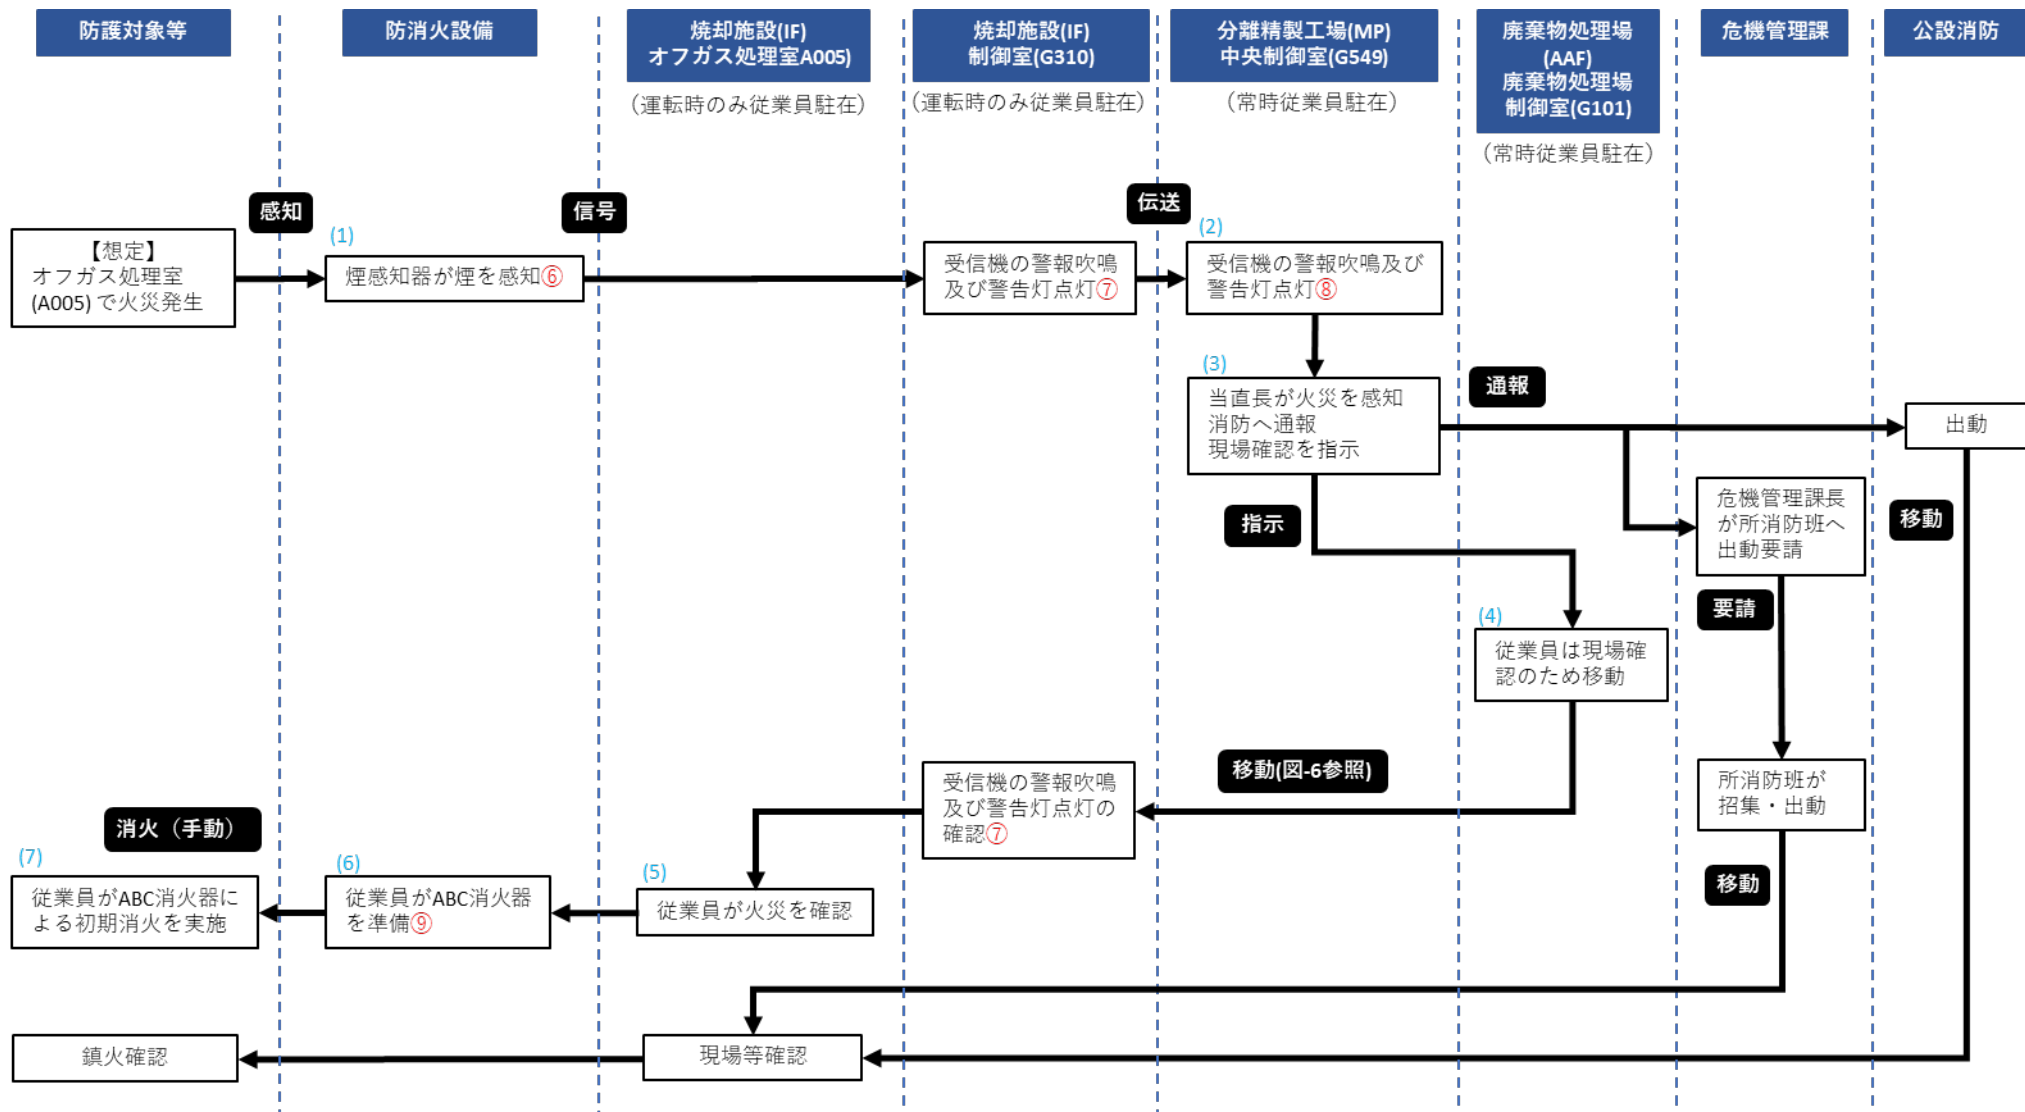 防護対象等
防消火設備
焼却施設(IF)
オフガス処理室A005)
(運転時のみ従業員駐在)
焼却施設(IF)
制御室(G310)
(運転時のみ従業員駐在)
分離精製工場(MP)
中央制御室(G549)
(常時従業員駐在)
廃棄物処理場
(AAF)
廃棄物処理場
制御室(G101)
(常時従業員駐在)
危機管理課
公設消防
感知
信号
伝送
【想定】
オフガス処理室
(A005) で火災発生
(1)
煙感知器が煙を感知⑥
受信機の警報吹鳴
及び警告灯点灯⑦
(2)
受信機の警報吹鳴及び
警告灯点灯⑧
(3)
当直長が火災を感知
消防へ通報
現場確認を指示
通報
出動
危機管理課長
が所消防班へ
出動要請
移動
指示
要請
(4)
従業員は現場確
認のため移動
移動(図-6参照)
受信機の警報吹鳴
及び警告灯点灯の
確認⑦
所消防班が
招集・出動
消火（手動）
移動
(7)
従業員がABC消火器に
よる初期消火を実施
(6)
従業員がABC消火器
を準備⑨
(5)
従業員が火災を確認
鎮火確認
現場等確認